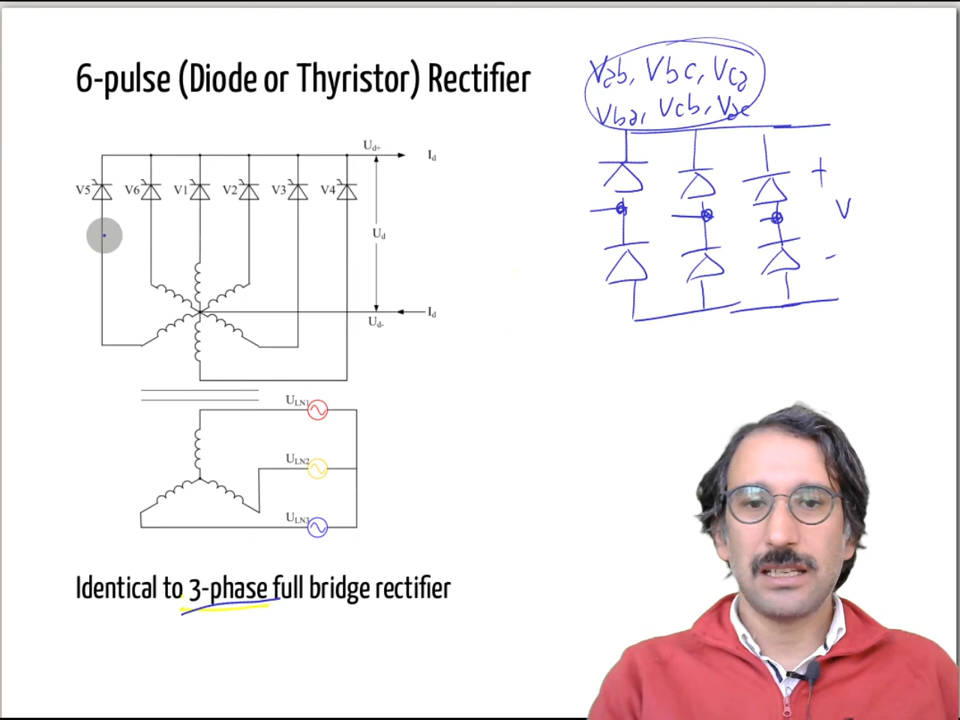 6-pulse (Diode or Thyristor) Rectifier
Vab, Vbc, Vca
Vba, Vcb, Vac
Ud+
Id
V5 V6 V1 V2 V3 V4
+
V
-
Ud
Id
Ud-
ULN1
ULN2
ULN3
Identical to 3-phase full bridge rectifier